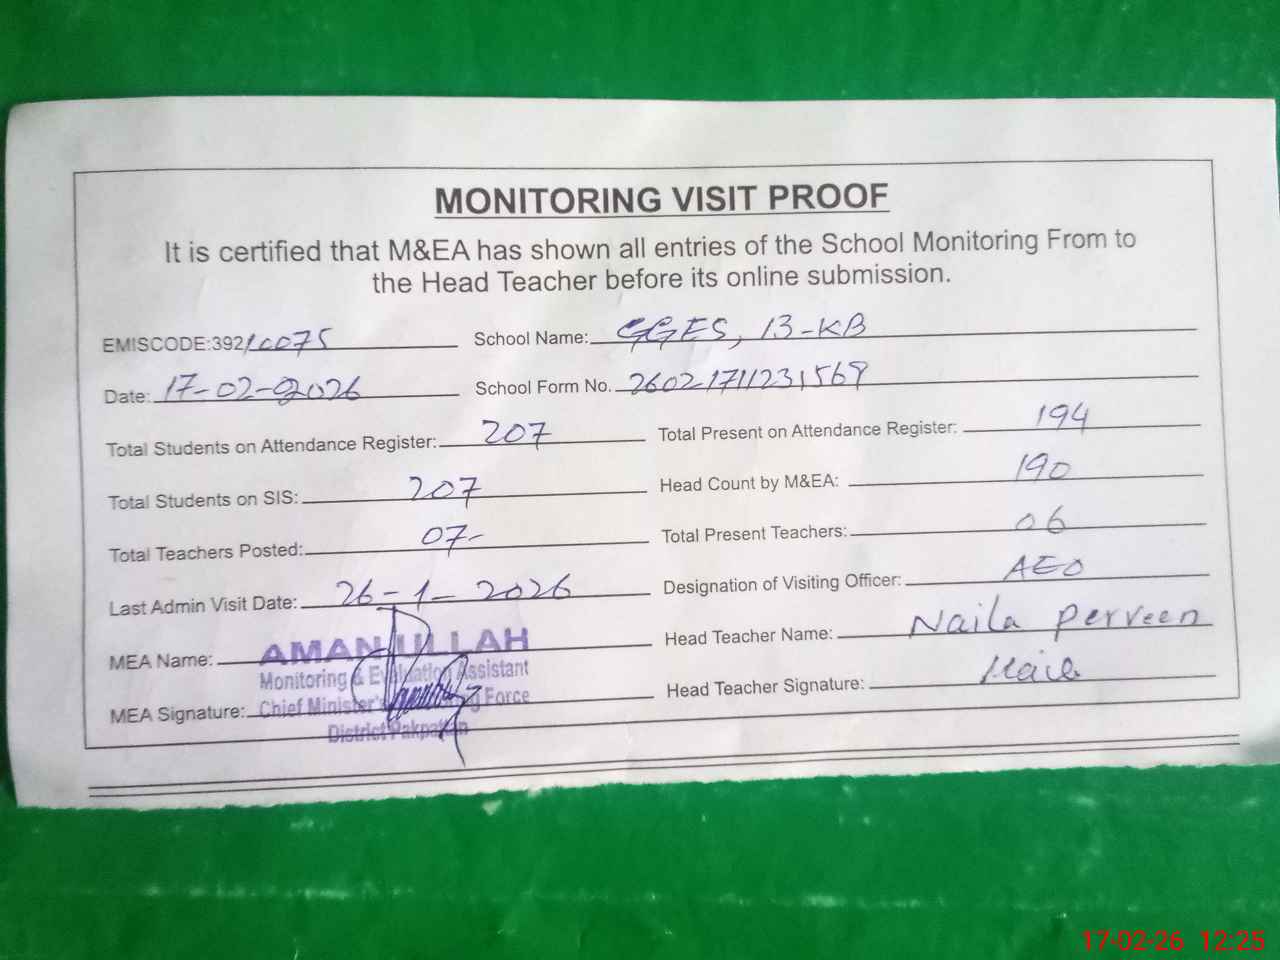 MONITORING VISIT PROOF
It is certified that M&EA has shown all entries of the School Monitoring From to
the Head Teacher before its online submission.
EMISCODE:39210075 School Name: GGES, 13-KB
Date: 17-02-2026 School Form No. 26021711231569
Total Students on Attendance Register: 207 Total Present on Attendance Register: 194
Total Students on SIS: 207 Head Count by M&EA: 190
Total Teachers Posted: 07- Total Present Teachers: 06
Last Admin Visit Date: 26-1-2026 Designation of Visiting Officer: AEO
MEA Name: AMAN ULLAH Head Teacher Name: Naila Perveen
Monitoring & Evaluation Assistant
MEA Signature: Chief Minister's Force Head Teacher Signature: Naila
District Pakpattan
17-02-26 12:25